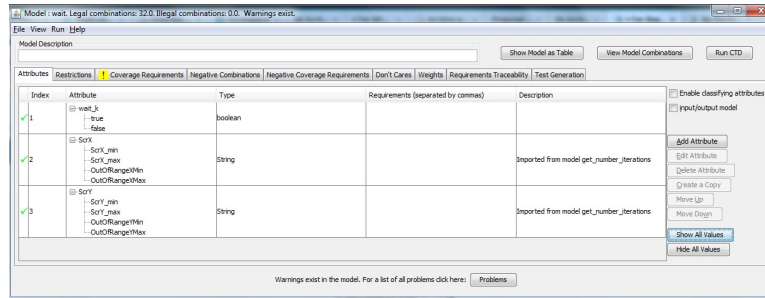 Model : wait. Legal combinations: 32.0. Illegal combinations: 0.0. Warnings exist.
File View Run Help
Model Description
Show Model as Table View Model Combinations Run CTD
Attributes Restrictions ! Coverage Requirements Negative Combinations Negative Coverage Requirements Don't Cares Weights Requirements Traceability Test Generation
Index Attribute Type Requirements (separated by commas) Description
Enable classifying attributes
input/output model
1 wait_k boolean
true
false
2 ScrX String Imported from model get_number_iterations
ScrX_min
ScrX_max
OutOfRangeXMin
OutOfRangeXMax
3 ScrY String Imported from model get_number_iterations
ScrY_min
ScrY_max
OutOfRangeYMin
OutOfRangeYMax
Add Attribute
Edit Attribute
Delete Attribute
Create a Copy
Move Up
Move Down
Show All Values
Hide All Values
Warnings exist in the model. For a list of all problems click here: Problems